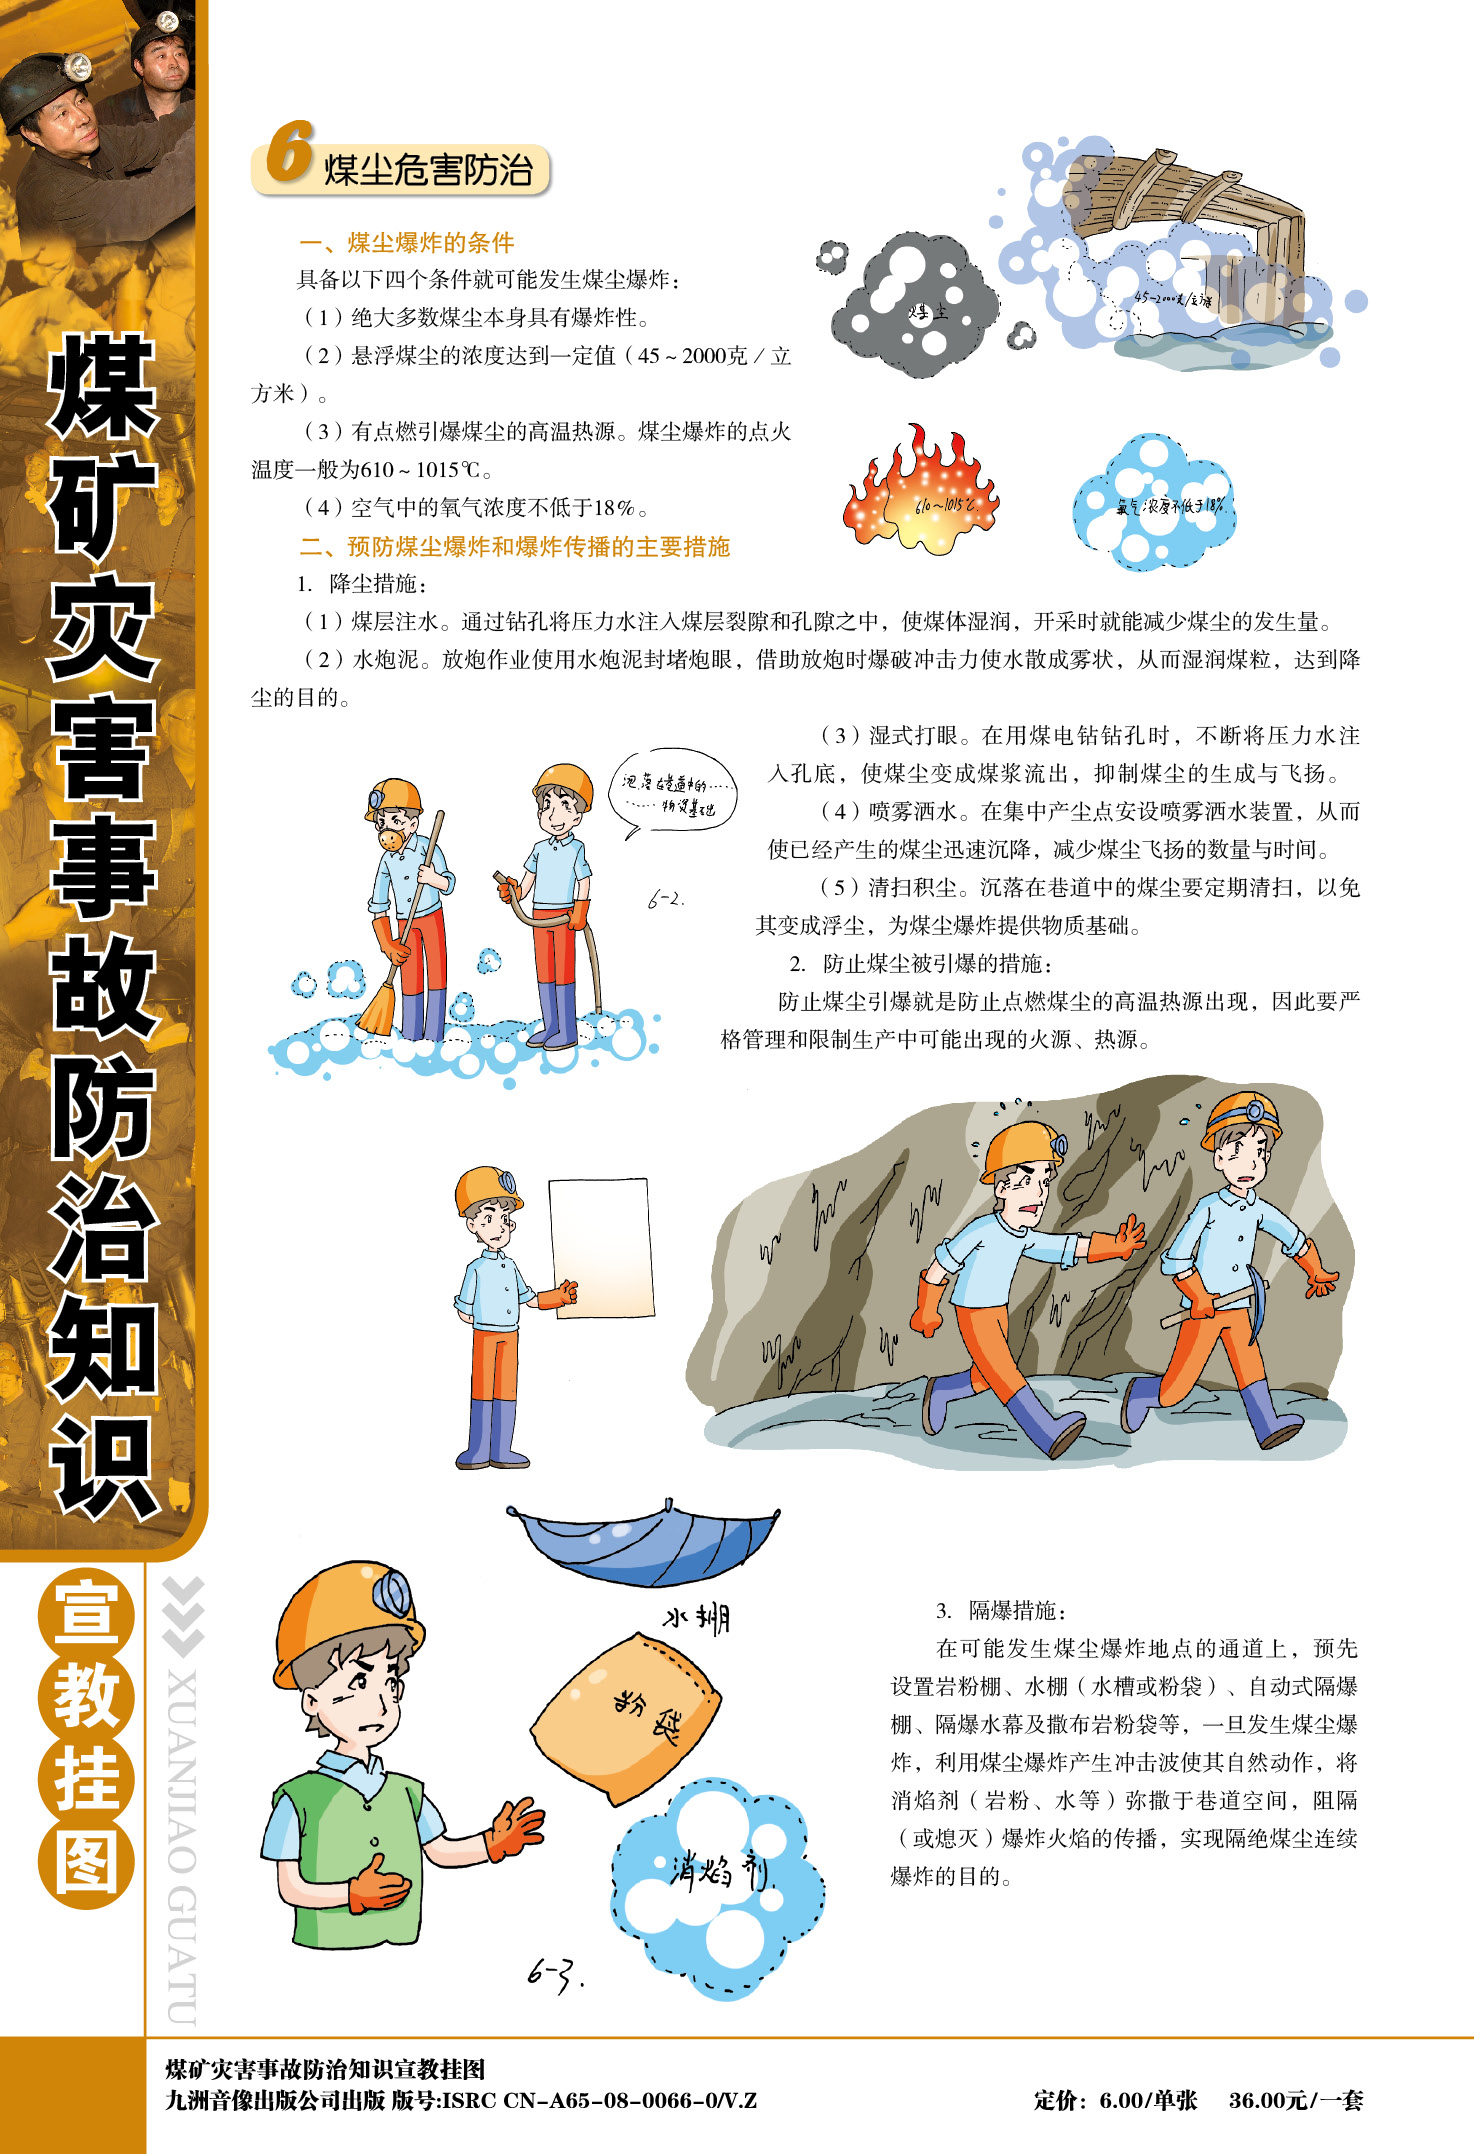 煤矿灾害事故防治知识
宣教挂图
XUANJIAO GUATU
6 煤尘危害防治
一、煤尘爆炸的条件
具备以下四个条件就可能发生煤尘爆炸：
（1）绝大多数煤尘本身具有爆炸性。
（2）悬浮煤尘的浓度达到一定值（45～2000克／立
方米）。
（3）有点燃引爆煤尘的高温热源。煤尘爆炸的点火
温度一般为610～1015℃。
（4）空气中的氧气浓度不低于18%。
煤尘
45-2000克/立方米
610~1015℃.
氧气浓度不低于18%.
二、预防煤尘爆炸和爆炸传播的主要措施
1. 降尘措施：
（1）煤层注水。通过钻孔将压力水注入煤层裂隙和孔隙之中，使煤体湿润，开采时就能减少煤尘的发生量。
（2）水炮泥。放炮作业使用水炮泥封堵炮眼，借助放炮时爆破冲击力使水散成雾状，从而湿润煤粒，达到降
尘的目的。
（3）湿式打眼。在用煤电钻钻孔时，不断将压力水注
入孔底，使煤尘变成煤浆流出，抑制煤尘的生成与飞扬。
（4）喷雾洒水。在集中产尘点安设喷雾洒水装置，从而
使已经产生的煤尘迅速沉降，减少煤尘飞扬的数量与时间。
（5）清扫积尘。沉落在巷道中的煤尘要定期清扫，以免
其变成浮尘，为煤尘爆炸提供物质基础。
落在巷道中的······
······物质基础
6-2.
2. 防止煤尘被引爆的措施：
防止煤尘引爆就是防止点燃煤尘的高温热源出现，因此要严
格管理和限制生产中可能出现的火源、热源。
水棚
粉袋
消焰剂
6-3.
3. 隔爆措施：
在可能发生煤尘爆炸地点的通道上，预先
设置岩粉棚、水棚（水槽或粉袋）、自动式隔爆
棚、隔爆水幕及撒布岩粉袋等，一旦发生煤尘爆
炸，利用煤尘爆炸产生冲击波使其自然动作，将
消焰剂（岩粉、水等）弥撒于巷道空间，阻隔
（或熄灭）爆炸火焰的传播，实现隔绝煤尘连续
爆炸的目的。
煤矿灾害事故防治知识宣教挂图
九洲音像出版公司出版 版号:ISRC CN-A65-08-0066-0/V.Z
定价：6.00/单张 36.00元/一套